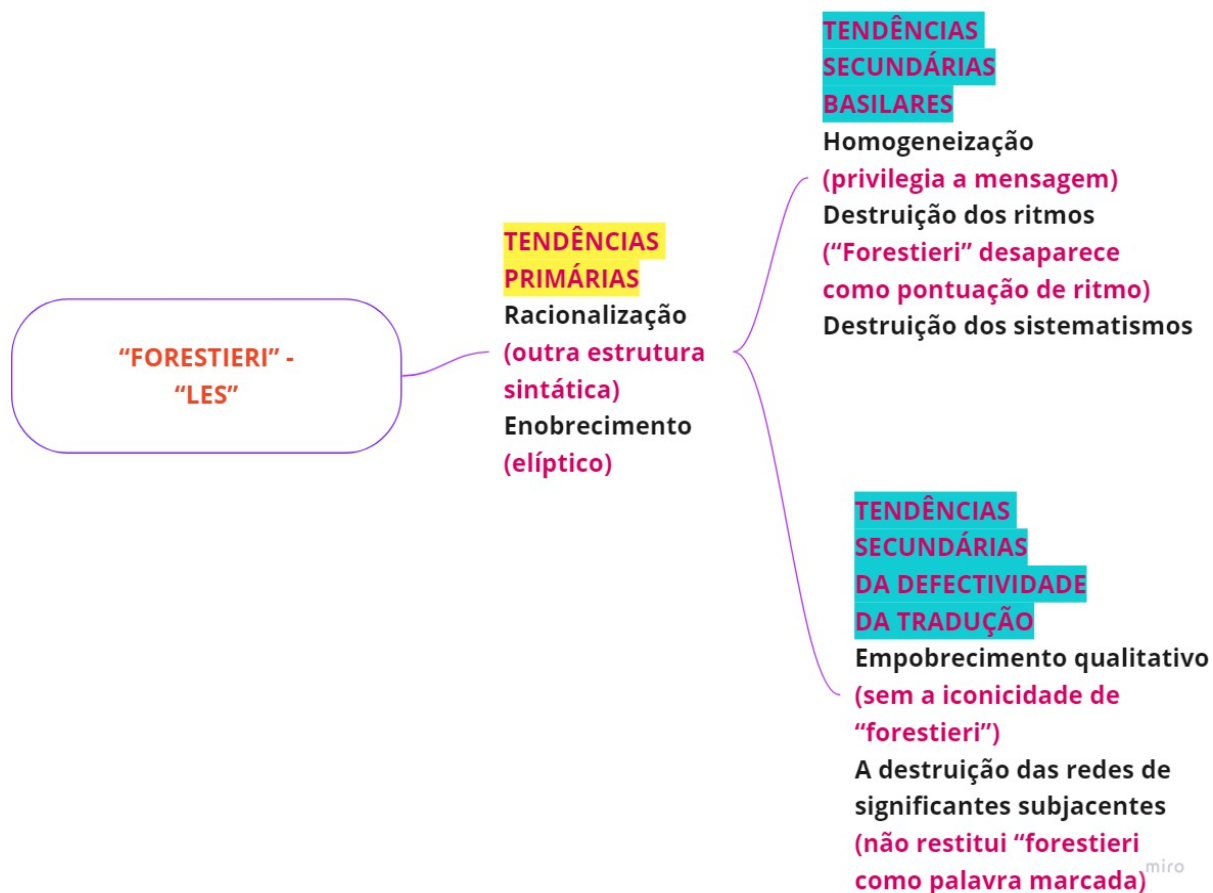 “FORESTIERI” -
“LES”
TENDÊNCIAS
PRIMÁRIAS
Racionalização
(outra estrutura
sintática)
Enobrecimento
(elíptico)
TENDÊNCIAS
SECUNDÁRIAS
BASILARES
Homogeneização
(privilegia a mensagem)
Destruição dos ritmos
(“Forestieri” desaparece
como pontuação de ritmo)
Destruição dos sistematismos
TENDÊNCIAS
SECUNDÁRIAS
DA DEFECTIVIDADE
DA TRADUÇÃO
Empobrecimento qualitativo
(sem a iconicidade de
“forestieri”)
A destruição das redes de
significantes subjacentes
(não restitui “forestieri
como palavra marcada)
miro